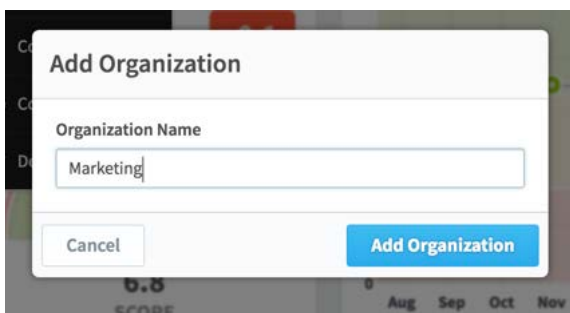 Add Organization
Organization Name
Marketing
Cancel
Add Organization
6.8
SCORE
0
Aug Sep Oct Nov